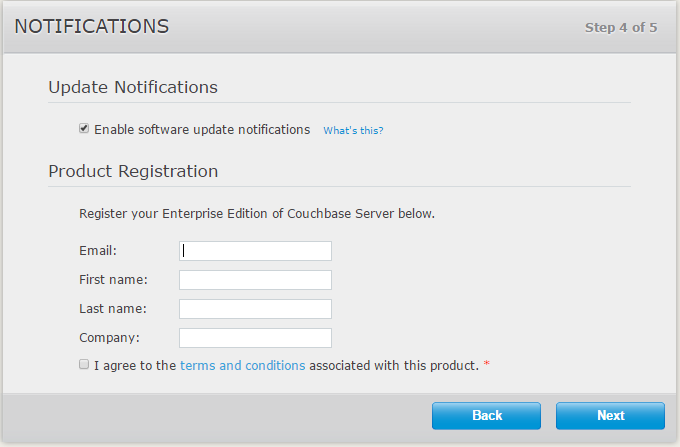 NOTIFICATIONS Step 4 of 5
Update Notifications
Enable software update notifications What's this?
Product Registration
Register your Enterprise Edition of Couchbase Server below.
Email:
First name:
Last name:
Company:
I agree to the terms and conditions associated with this product. *
Back Next